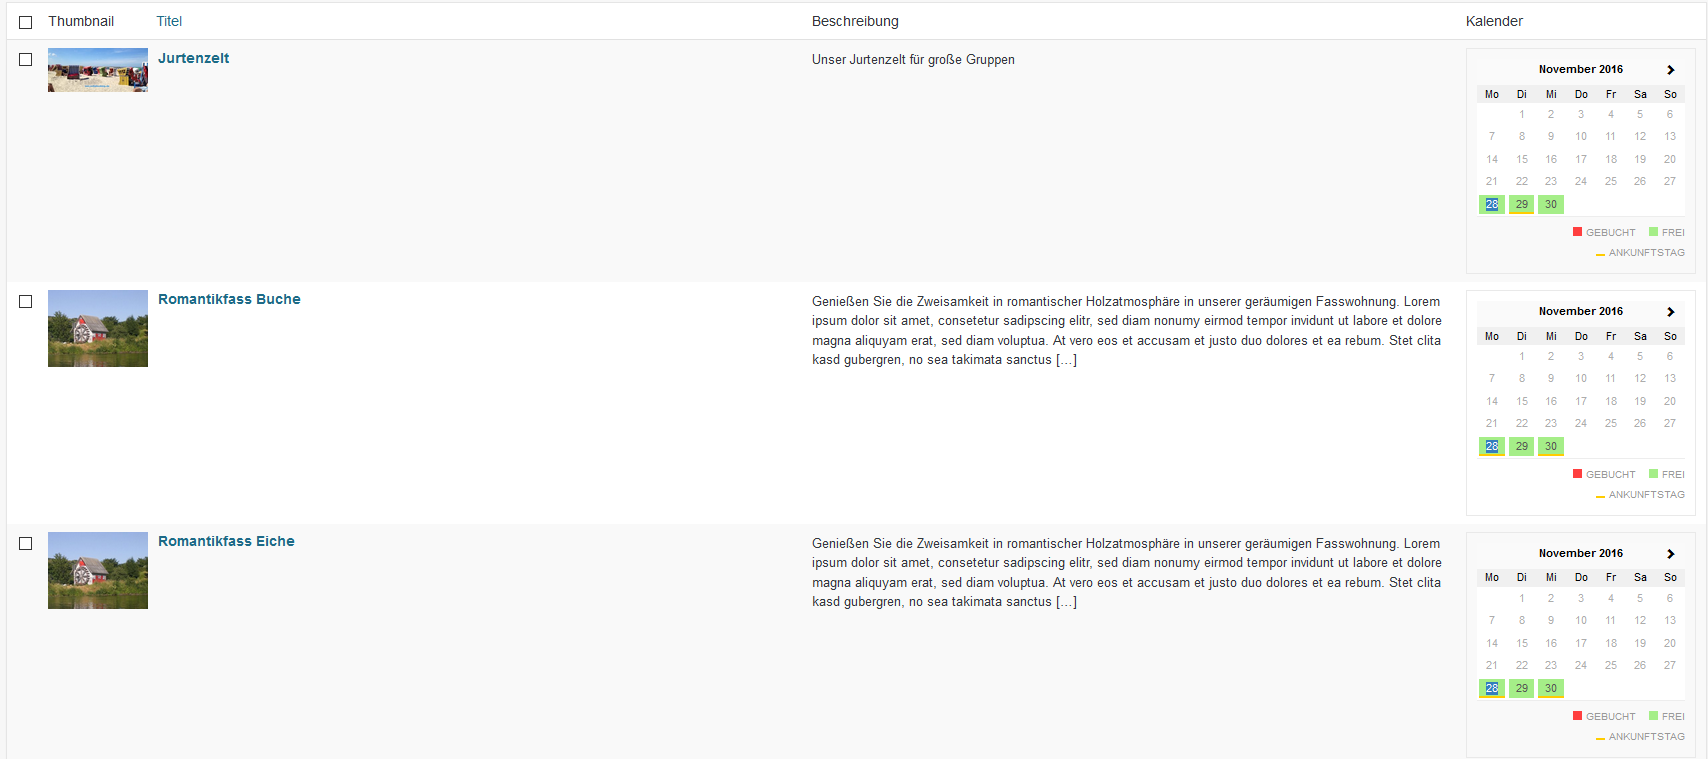 Thumbnail Titel Beschreibung Kalender
Jurtenzelt
Unser Jurtenzelt für große Gruppen
November 2016
Mo Di Mi Do Fr Sa So
1 2 3 4 5 6
7 8 9 10 11 12 13
14 15 16 17 18 19 20
21 22 23 24 25 26 27
28 29 30
GEBUCHT FREI
ANKUNFTSTAG
Romantikfass Buche
Genießen Sie die Zweisamkeit in romantischer Holzatmosphäre in unserer geräumigen Fasswohnung. Lorem
ipsum dolor sit amet, consetetur sadipscing elitr, sed diam nonumy eirmod tempor invidunt ut labore et dolore
magna aliquyam erat, sed diam voluptua. At vero eos et accusam et justo duo dolores et ea rebum. Stet clita
kasd gubergren, no sea takimata sanctus […]
November 2016
Mo Di Mi Do Fr Sa So
1 2 3 4 5 6
7 8 9 10 11 12 13
14 15 16 17 18 19 20
21 22 23 24 25 26 27
28 29 30
GEBUCHT FREI
ANKUNFTSTAG
Romantikfass Eiche
Genießen Sie die Zweisamkeit in romantischer Holzatmosphäre in unserer geräumigen Fasswohnung. Lorem
ipsum dolor sit amet, consetetur sadipscing elitr, sed diam nonumy eirmod tempor invidunt ut labore et dolore
magna aliquyam erat, sed diam voluptua. At vero eos et accusam et justo duo dolores et ea rebum. Stet clita
kasd gubergren, no sea takimata sanctus […]
November 2016
Mo Di Mi Do Fr Sa So
1 2 3 4 5 6
7 8 9 10 11 12 13
14 15 16 17 18 19 20
21 22 23 24 25 26 27
28 29 30
GEBUCHT FREI
ANKUNFTSTAG